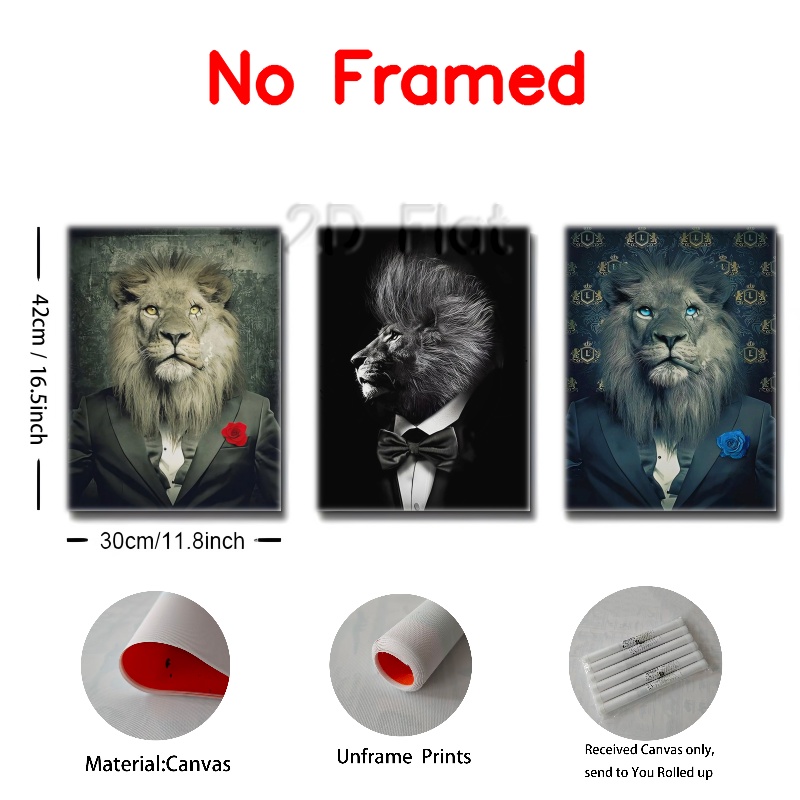 No Framed
2D Flat
42cm / 16.5inch
30cm/11.8inch
Material:Canvas
Unframe Prints
Received Canvas only,
send to You Rolled up